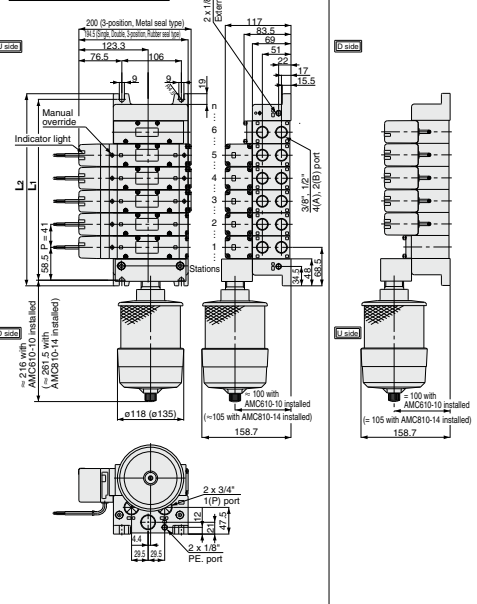 200 (3-position, Metal seal type)
194.5 (Single, Double, 3-position, Rubber seal type)
123.3
76.5
106
9
9
19
U side
Manual
override
Indicator light
L2
L1
P = 41
58.5
≈ 216 with
AMC610-10 installed
(≈ 261.5 with
AMC810-14 installed)
ø118 (ø135)
117
83.5
69
51
22
17
15.5
2 x 1/8"
n
6
5
4
3
2
1
Stations
3/8", 1/2"
4(A), 2(B) port
34.5
48
68.5
≈ 100 with
AMC610-10 installed
(≈105 with AMC810-14 installed)
158.7
D side
U side
= 100 with
AMC610-10 installed
(= 105 with AMC810-14 installed)
158.7
2 x 3/4"
1(P) port
12
21
47.5
4.4
29.5
29.5
2 x 1/8"
PE. port